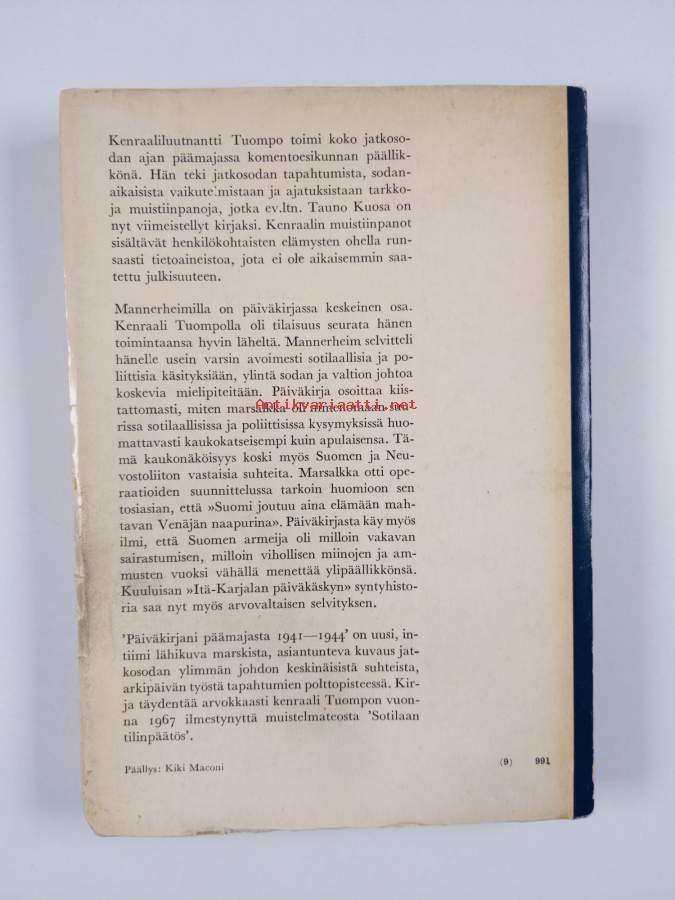 Kenraaliluutnantti Tuompo toimi koko jatkoso-
dan ajan päämajassa komentoesikunnan päällik-
könä. Hän teki jatkosodan tapahtumista, sodan-
aikaisista vaikutelmistaan ja ajatuksistaan tarkko-
ja muistiinpanoja, jotka ev.ltn. Tauno Kuosa on
nyt viimeistellyt kirjaksi. Kenraalin muistiinpanot
sisältävät henkilökohtaisten elämysten ohella run-
saasti tietoaineistoa, jota ei ole aikaisemmin saa-
tettu julkisuuteen.
Mannerheimilla on päiväkirjassa keskeinen osa.
Kenraali Tuompolla oli tilaisuus seurata hänen
toimintaansa hyvin läheltä. Mannerheim selvitteli
hänelle usein varsin avoimesti sotilaallisia ja po-
liittisia käsityksiään, ylintä sodan ja valtion johtoa
koskevia mielipiteitään. Päiväkirja osoittaa kiis-
tattomasti, miten marsalkka oli nimenomaan suu-
Antikvariaatti.net
rissa sotilaallisissa ja poliittisissa kysymyksissä huo-
mattavasti kaukokatseisempi kuin apulaisensa. Tä-
mä kaukonäköisyys koski myös Suomen ja Neu-
vostoliiton vastaisia suhteita. Marsalkka otti ope-
raatioiden suunnittelussa tarkoin huomioon sen
tosiasian, että »Suomi joutuu aina elämään mah-
tavan Venäjän naapurina». Päiväkirjasta käy myös
ilmi, että Suomen armeija oli milloin vakavan
sairastumisen, milloin vihollisen miinojen ja am-
musten vuoksi vähällä menettää ylipäällikkönsä.
Kuuluisan »Itä-Karjalan päiväkäskyn» syntyhisto-
ria saa nyt myös arvovaltaisen selvityksen.
'Päiväkirjani päämajasta 1941—1944' on uusi, in-
tiimi lähikuva marskista, asiantunteva kuvaus jat-
kosodan ylimmän johdon keskinäisistä suhteista,
arkipäivän työstä tapahtumien polttopisteessä. Kir-
ja täydentää arvokkaasti kenraali Tuompon vuon-
na 1967 ilmestynyttä muistelmateosta 'Sotilaan
tilinpäätös'.
Päällys: Kiki Maconi
(9) 991